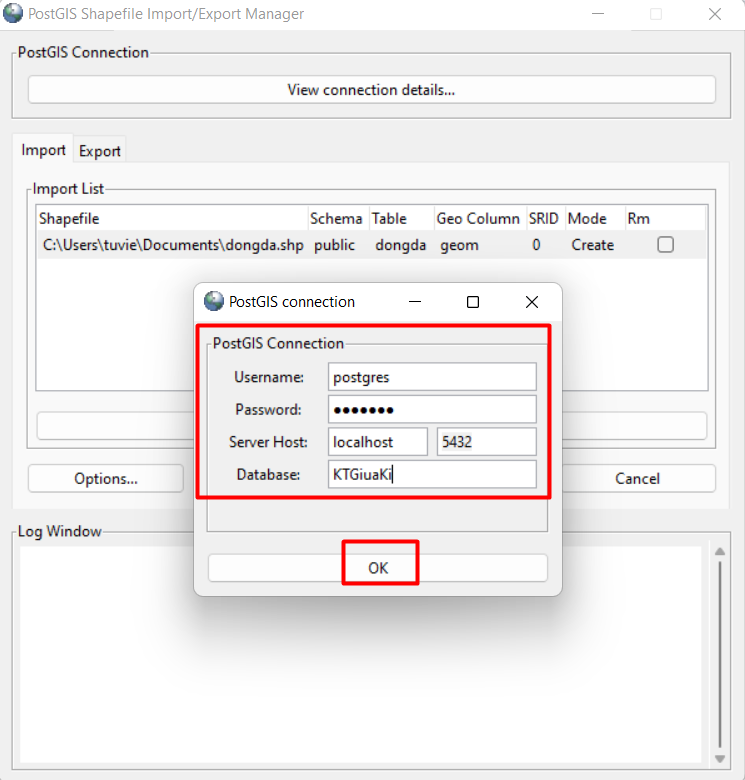 PostGIS Shapefile Import/Export Manager
PostGIS Connection
View connection details...
Import Export
Import List
Shapefile Schema Table Geo Column SRID Mode Rm
C:\Users\tuvie\Documents\dongda.shp public dongda geom 0 Create
PostGIS connection
PostGIS Connection
Username: postgres
Password: ●●●●●●●
Server Host: localhost 5432
Database: KTGiuaKi
OK
Options...
Cancel
Log Window